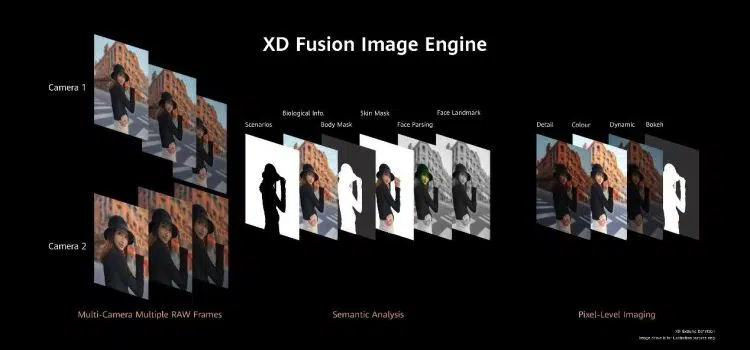 XD Fusion Image Engine
Camera 1
Camera 2
Biological Info.
Skin Mask
Face Landmark
Scenarios
Body Mask
Face Parsing
Detail
Colour
Dynamic
Bokeh
Multi-Camera Multiple RAW Frames
Semantic Analysis
Pixel-Level Imaging